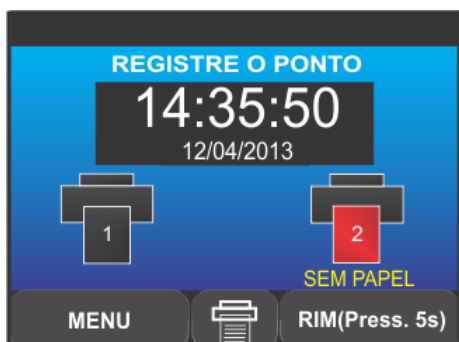 REGISTRE O PONTO
14:35:50
12/04/2013
1
2
SEM PAPEL
MENU
RIM(Press. 5s)